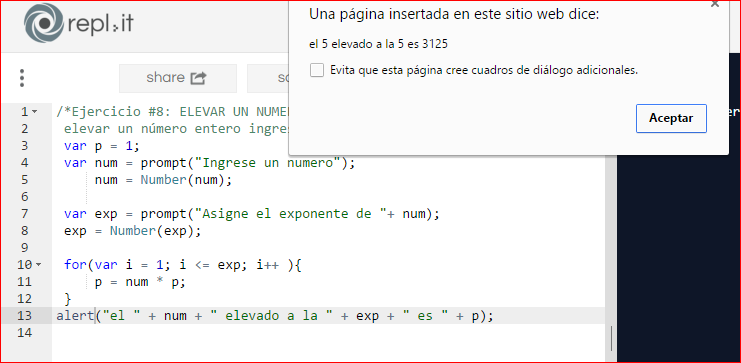 repl.it
Una página insertada en este sitio web dice:
el 5 elevado a la 5 es 3125
Evita que esta página cree cuadros de diálogo adicionales.
Aceptar
share
1 /*Ejercicio #8: ELEVAR UN
2 elevar un número entero
3 var p = 1;
4 var num = prompt("Ingrese un numero");
5 num = Number(num);
6
7 var exp = prompt("Asigne el exponente de "+ num);
8 exp = Number(exp);
9
10 for(var i = 1; i <= exp; i++ ){
11 p = num * p;
12 }
13 alert("el " + num + " elevado a la " + exp + " es " + p);
14